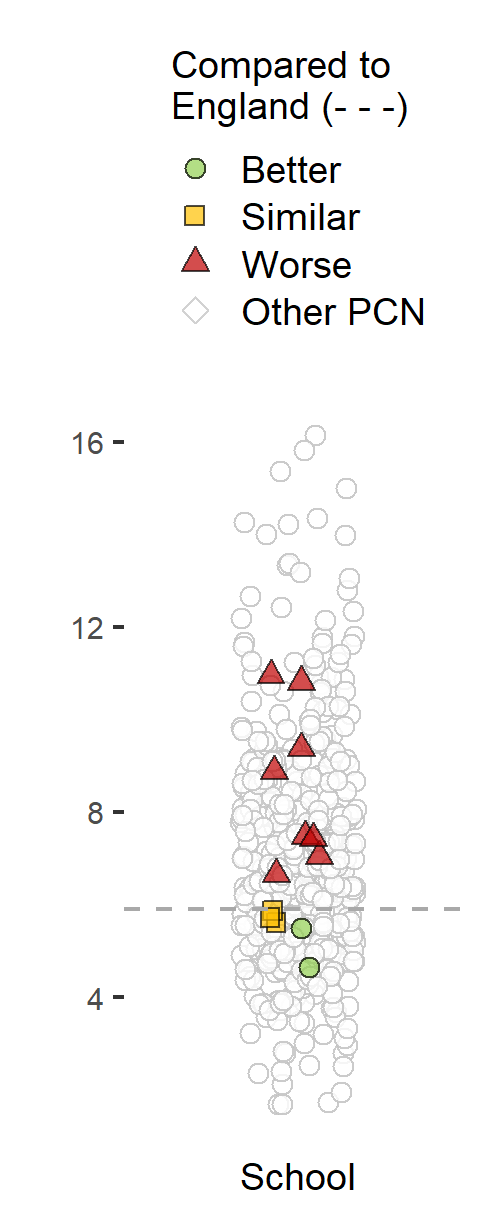 Compared to
England (- - -)
Better
Similar
Worse
Other PCN
16
12
8
4
School